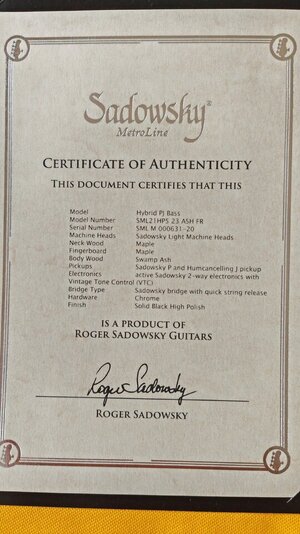 Sadowsky®
MetroLine
CERTIFICATE OF AUTHENTICITY
THIS DOCUMENT CERTIFIES THAT THIS
Model Hybrid PJ Bass
Model Number SML21HP5 23 ASH FR
Serial Number SML M 000631-20
Machine Heads Sadowsky Light Machine Heads
Neck Wood Maple
Fingerboard Maple
Body Wood Swamp Ash
Pickups Sadowsky P and Humcancelling J pickup
Electronics active Sadowsky 2-way electronics with
Vintage Tone Control (VTC)
Bridge Type Sadowsky bridge with quick string release
Hardware Chrome
Finish Solid Black High Polish
IS A PRODUCT OF
ROGER SADOWSKY GUITARS
Roger Sadowsky
ROGER SADOWSKY